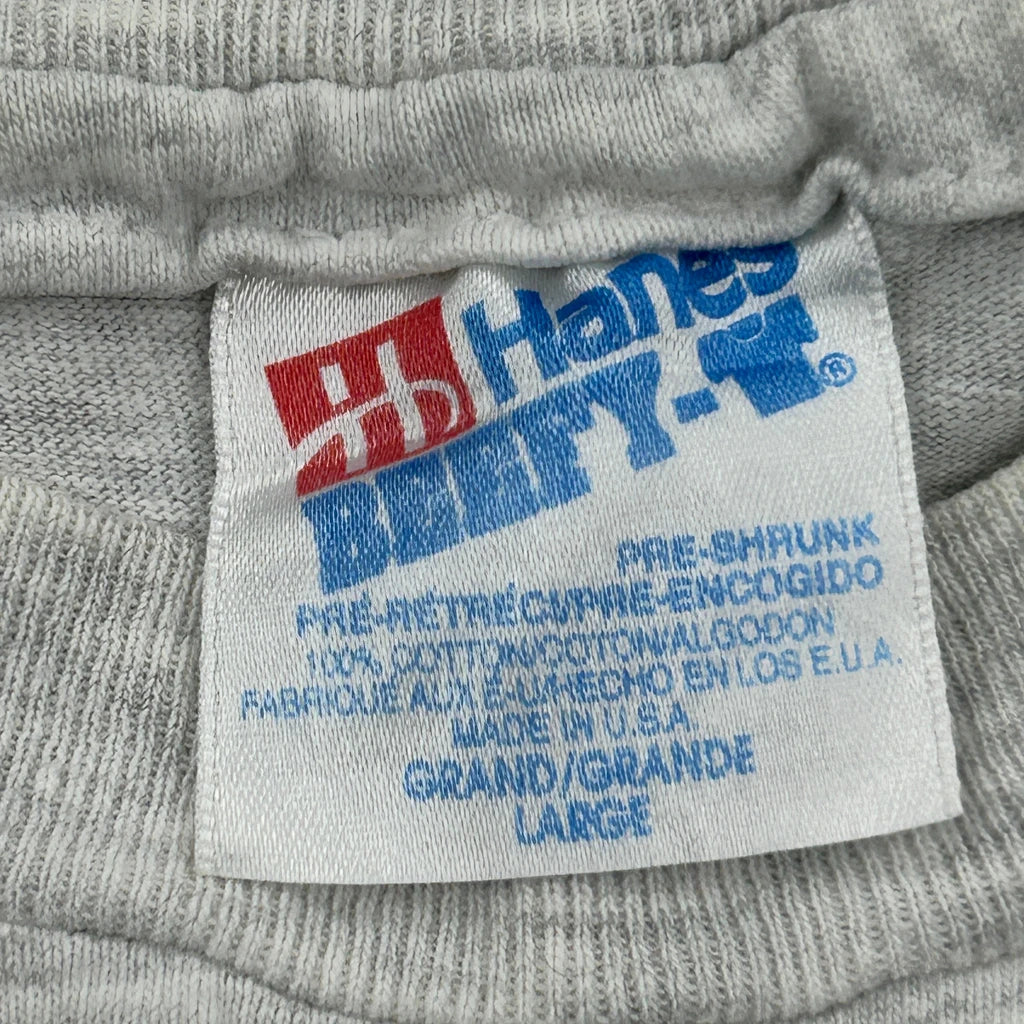 Hanes
BEEFY-T®
PRE-SHRUNK
PRÉ-RÉTRÉCI/PRE-ENCOGIDO
100% COTTON/COTON/ALGODON
FABRIQUE AUX É-U/HECHO EN LOS E.U.A.
MADE IN U.S.A.
GRAND/GRANDE
LARGE